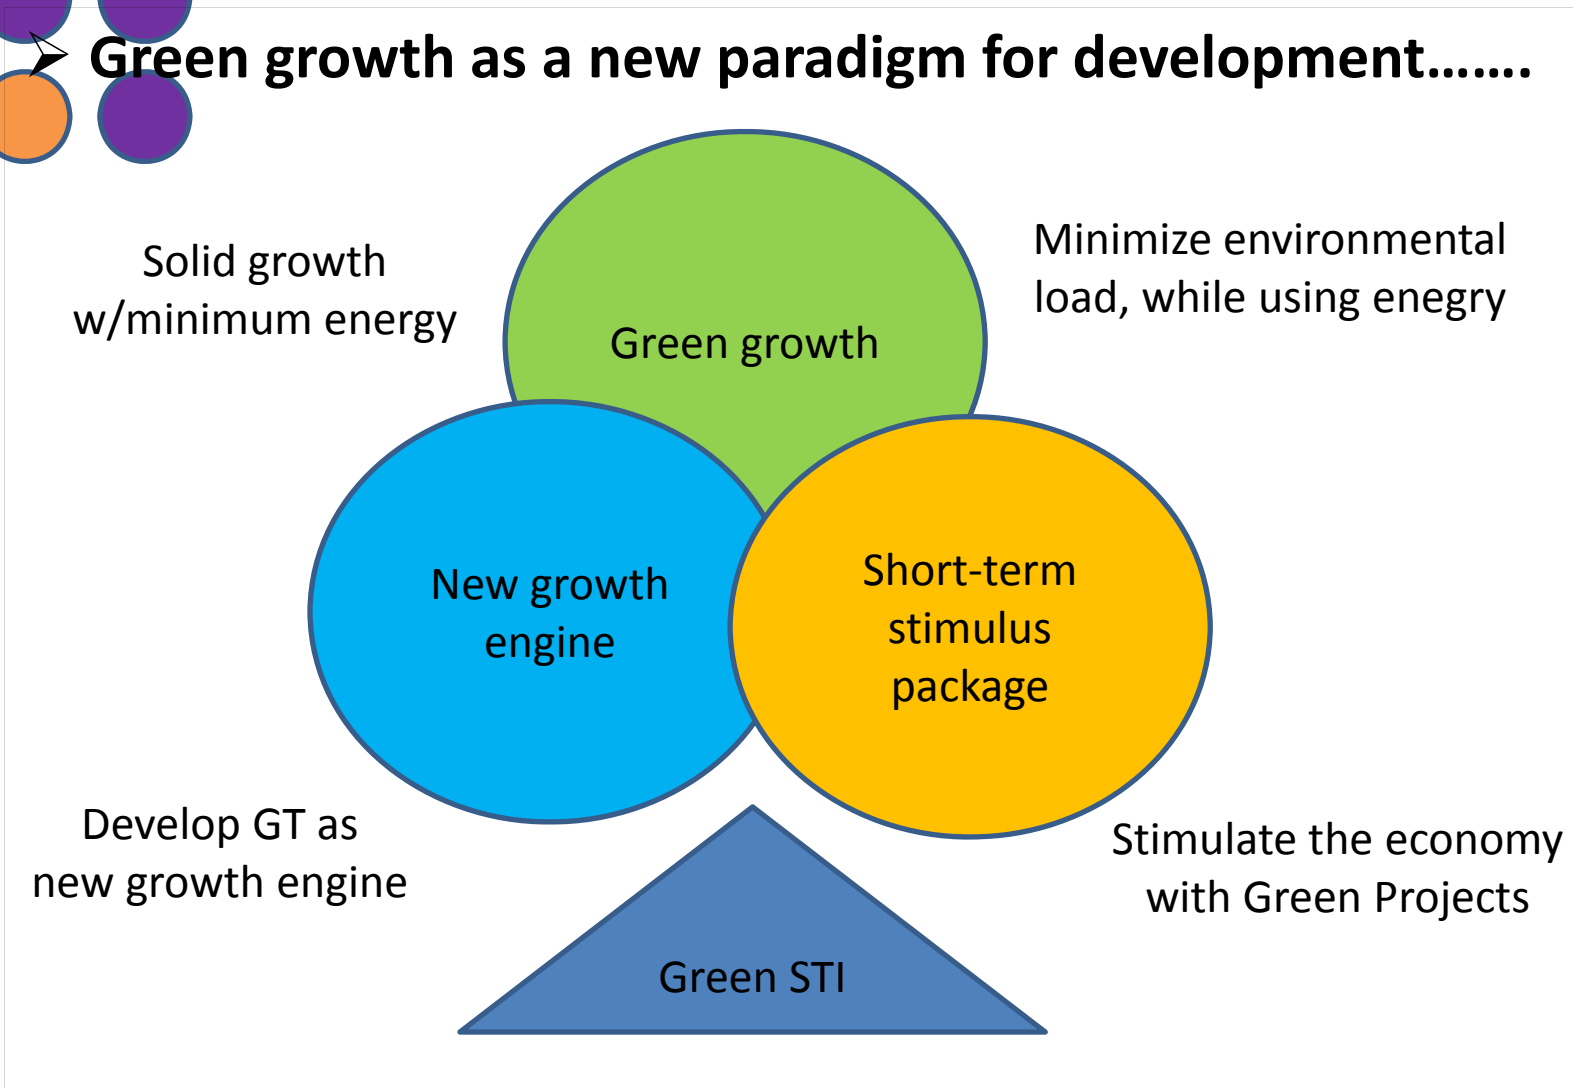 Green growth as a new paradigm for development.......
Solid growth
w/minimum energy
Minimize environmental
load, while using enegry
Green growth
New growth
engine
Short-term
stimulus
package
Develop GT as
new growth engine
Stimulate the economy
with Green Projects
Green STI